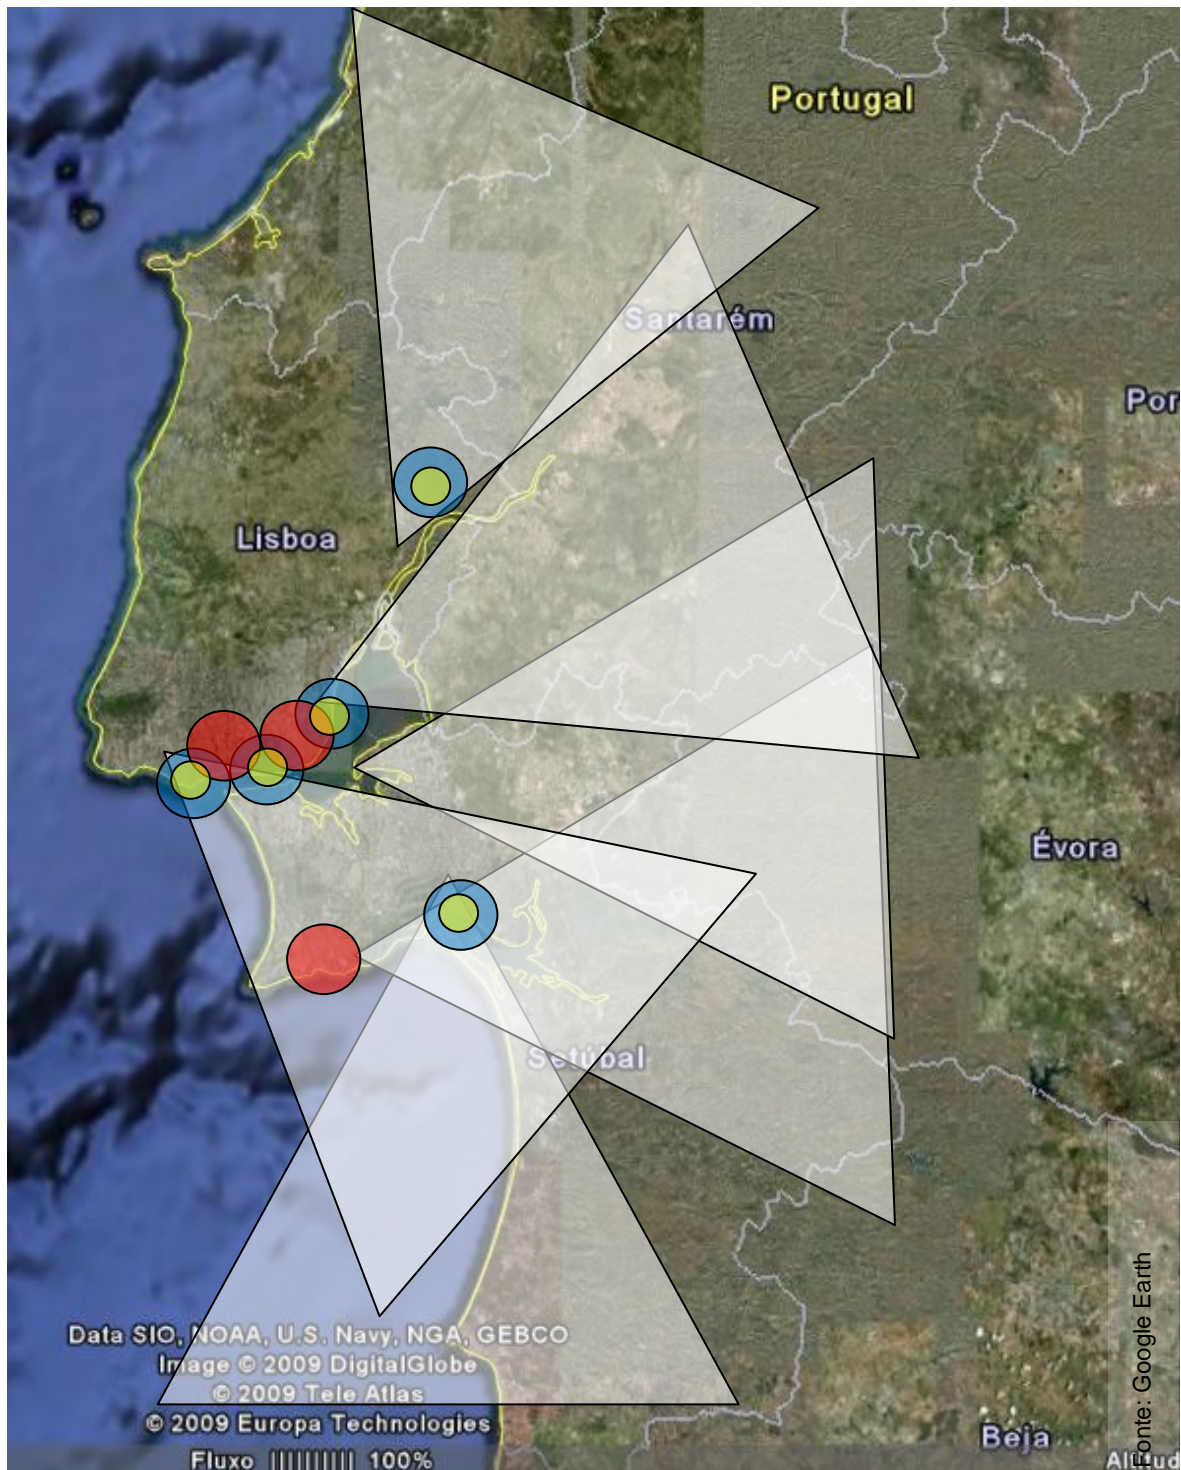 Portugal
Santarém
Por
Lisboa
Évora
Setúbal
Data SIO, NOAA, U.S. Navy, NGA, GEBCO
Image © 2009 DigitalGlobe
© 2009 Tele Atlas
© 2009 Europa Technologies
Fluxo |||||||||| 100%
Beja
Altitud
Fonte: Google Earth